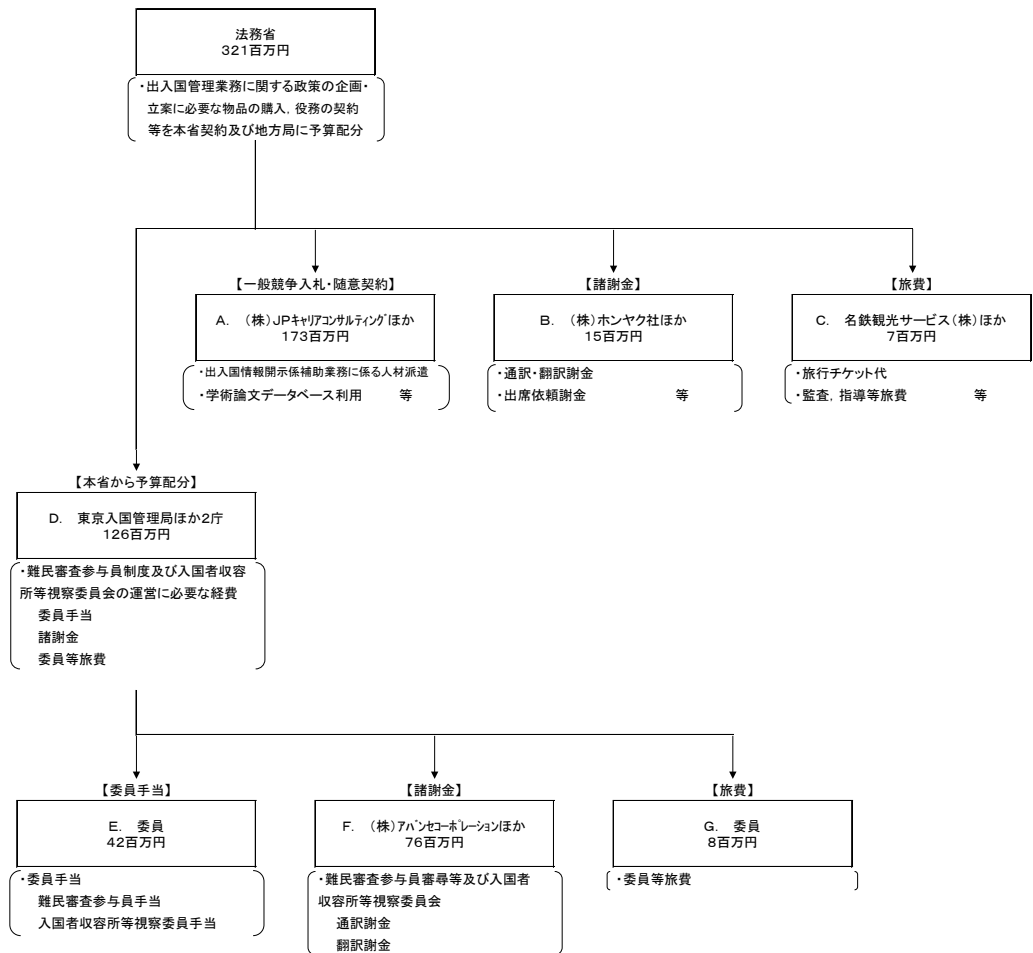 法務省
321百万円
・出入国管理業務に関する政策の企画・
立案に必要な物品の購入，役務の契約
等を本省契約及び地方局に予算配分
【一般競争入札・随意契約】
A.　（株）JPｷｬﾘｱｺﾝｻﾙﾃｨﾝｸﾞほか
173百万円
・出入国情報開示係補助業務に係る人材派遣
・学術論文データベース利用　　等
【諸謝金】
B.　（株）ホンヤク社ほか
15百万円
・通訳・翻訳謝金
・出席依頼謝金　　　　等
【旅費】
C.　名鉄観光サービス（株）ほか
7百万円
・旅行チケット代
・監査，指導等旅費　　　　等
【本省から予算配分】
D.　東京入国管理局ほか2庁
126百万円
・難民審査参与員制度及び入国者収容
所等視察委員会の運営に必要な経費
委員手当
諸謝金
委員等旅費
【委員手当】
E.　委員
42百万円
・委員手当
難民審査参与員手当
入国者収容所等視察委員手当
【諸謝金】
F.　（株）ｱﾊﾞﾝｾｺｰﾎﾟﾚｰｼｮﾝほか
76百万円
・難民審査参与員審尋等及び入国者
収容所等視察委員会
通訳謝金
翻訳謝金
【旅費】
G.　委員
8百万円
・委員等旅費